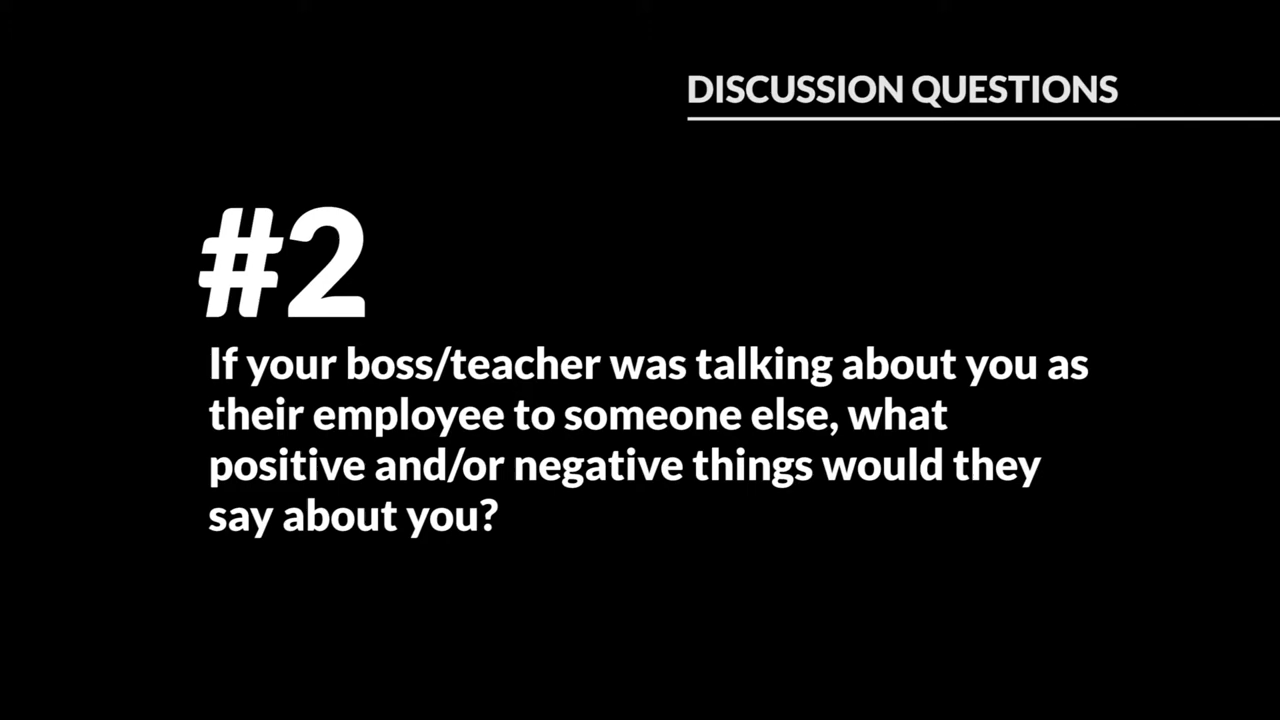 DISCUSSION QUESTIONS
#2
If your boss/teacher was talking about you as
their employee to someone else, what
positive and/or negative things would they
say about you?